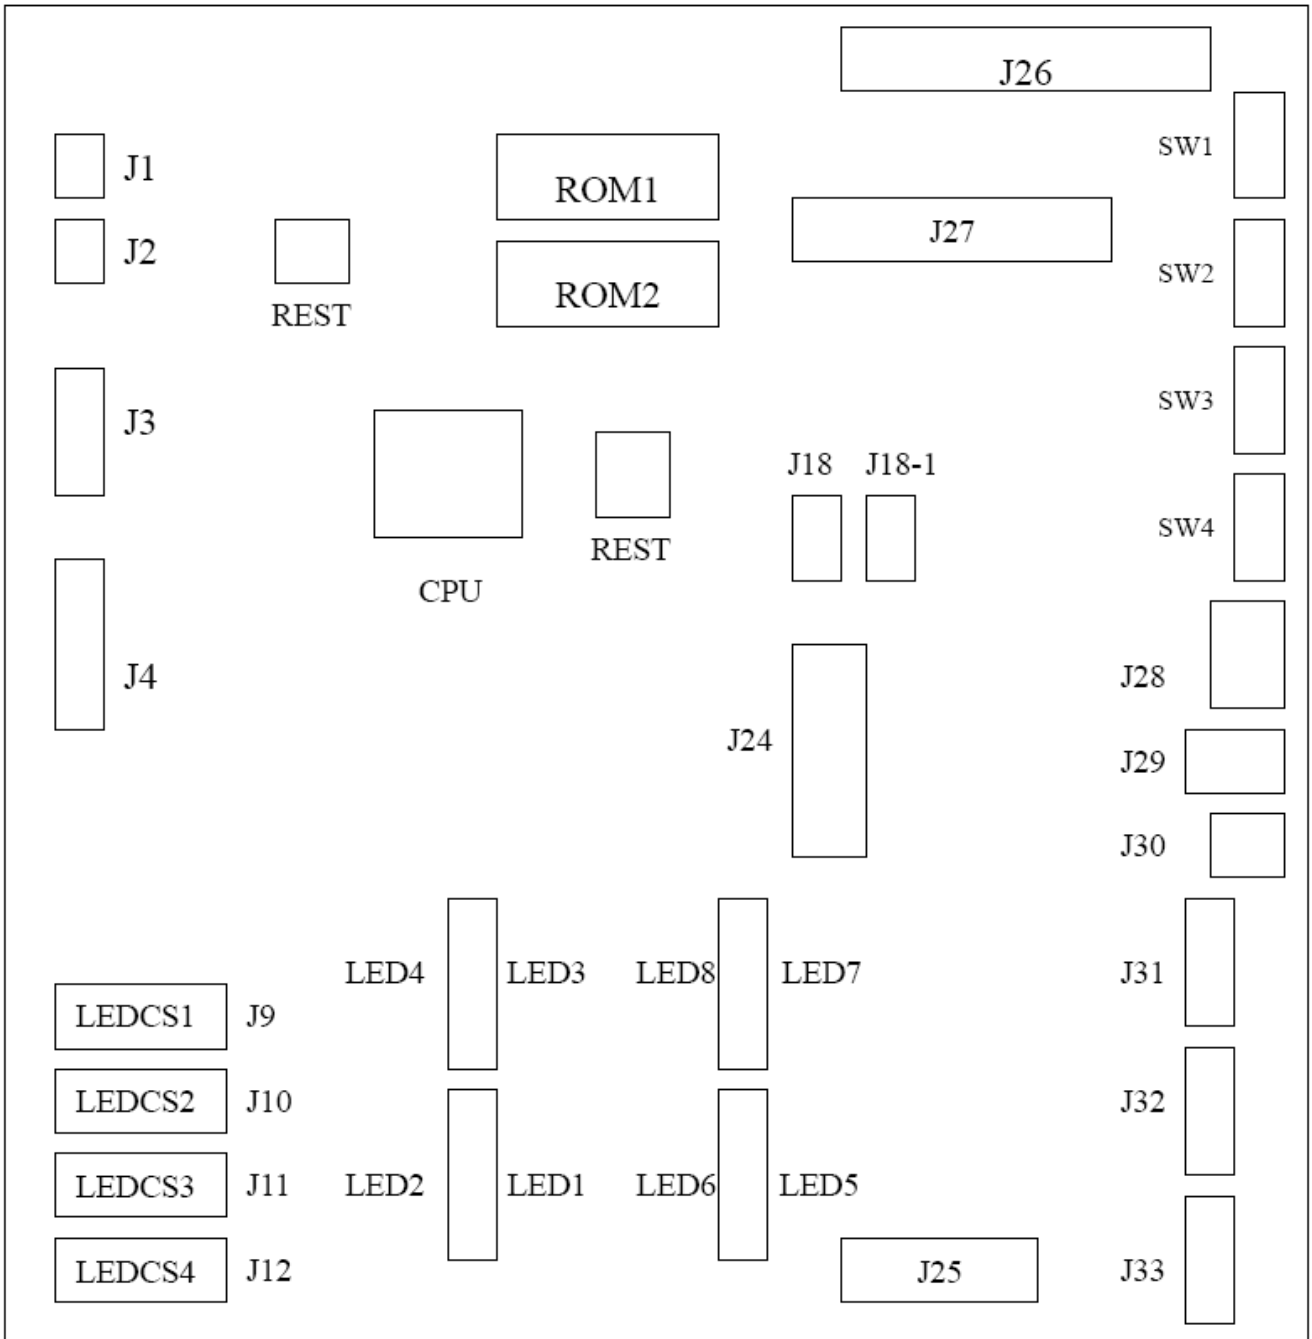 J26
SW1
J1
ROM1
J27
J2
SW2
ROM2
REST
SW3
J3
J18 J18-1
SW4
REST
CPU
J4
J28
J24
J29
J30
LED4 LED3 LED8 LED7
J31
LEDCS1 J9
LEDCS2 J10
J32
LEDCS3 J11
LED2 LED1 LED6 LED5
LEDCS4 J12
J25
J33